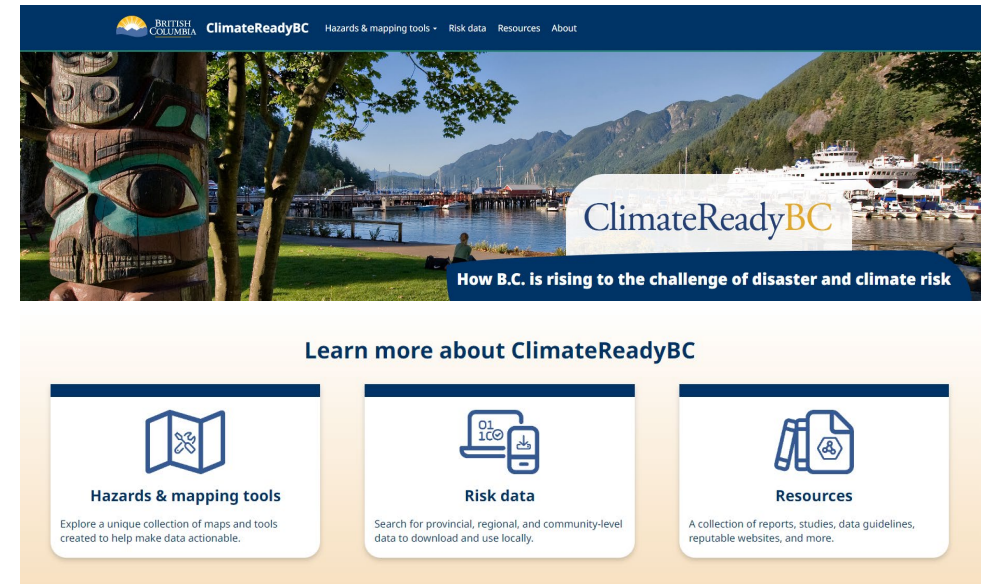 BRITISH
COLUMBIA
ClimateReadyBC
Hazards & mapping tools
Risk data
Resources
About
ClimateReadyBC
How B.C. is rising to the challenge of disaster and climate risk
Learn more about ClimateReadyBC
01
10
Hazards & mapping tools
Explore a unique collection of maps and tools
created to help make data actionable.
Risk data
Search for provincial, regional, and community-level
data to download and use locally.
Resources
A collection of reports, studies, data guidelines,
reputable websites, and more.